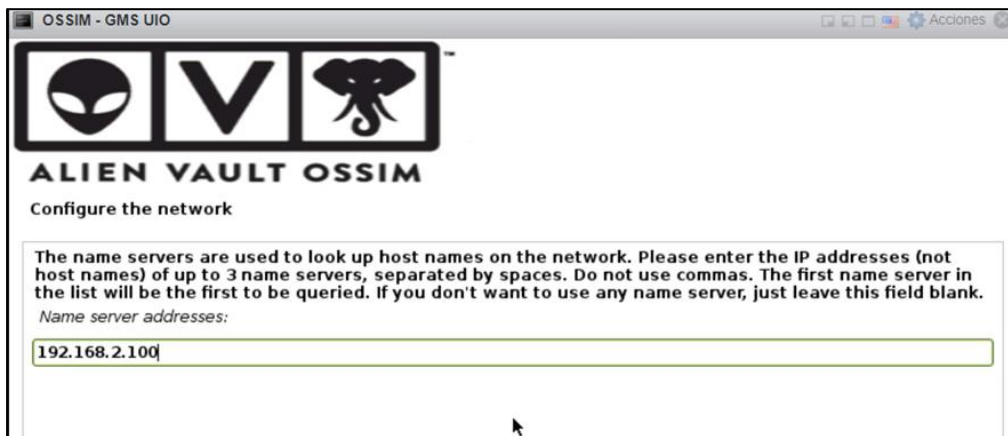 OSSIM - GMS UIO
Acciones
TM
ALIEN VAULT OSSIM
Configure the network
The name servers are used to look up host names on the network. Please enter the IP addresses (not
host names) of up to 3 name servers, separated by spaces. Do not use commas. The first name server in
the list will be the first to be queried. If you don't want to use any name server, just leave this field blank.
Name server addresses:
192.168.2.100